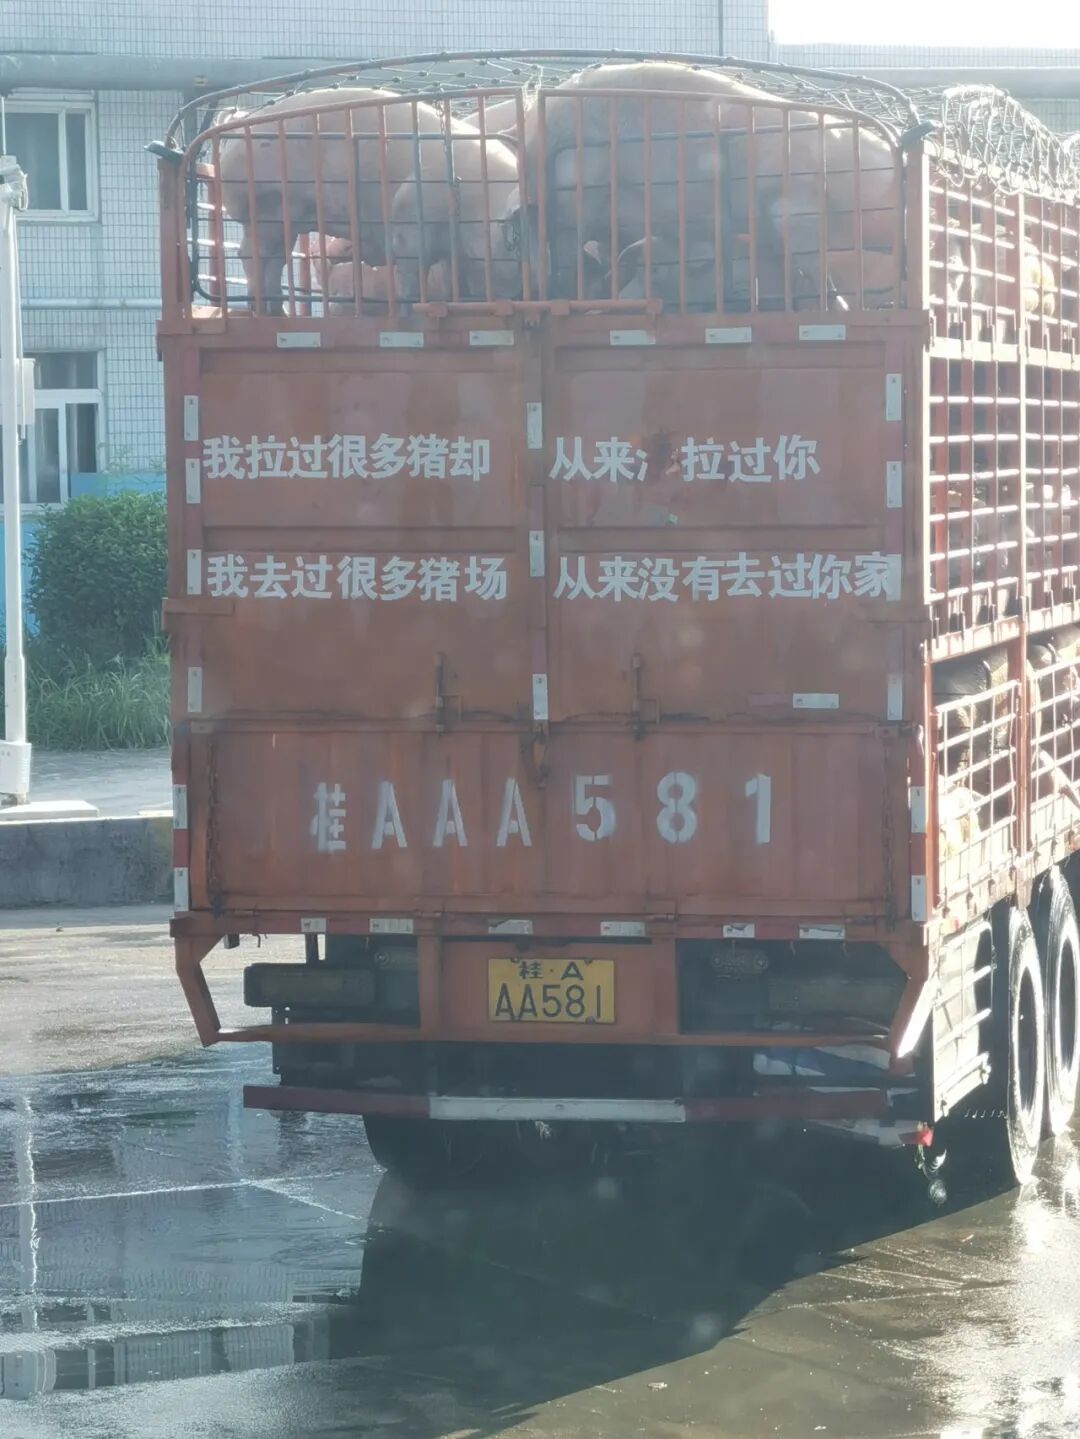 我拉过很多猪却 从来 拉过你
我去过很多猪场 从来没有去过你家
桂AAA581
桂·A
AA581